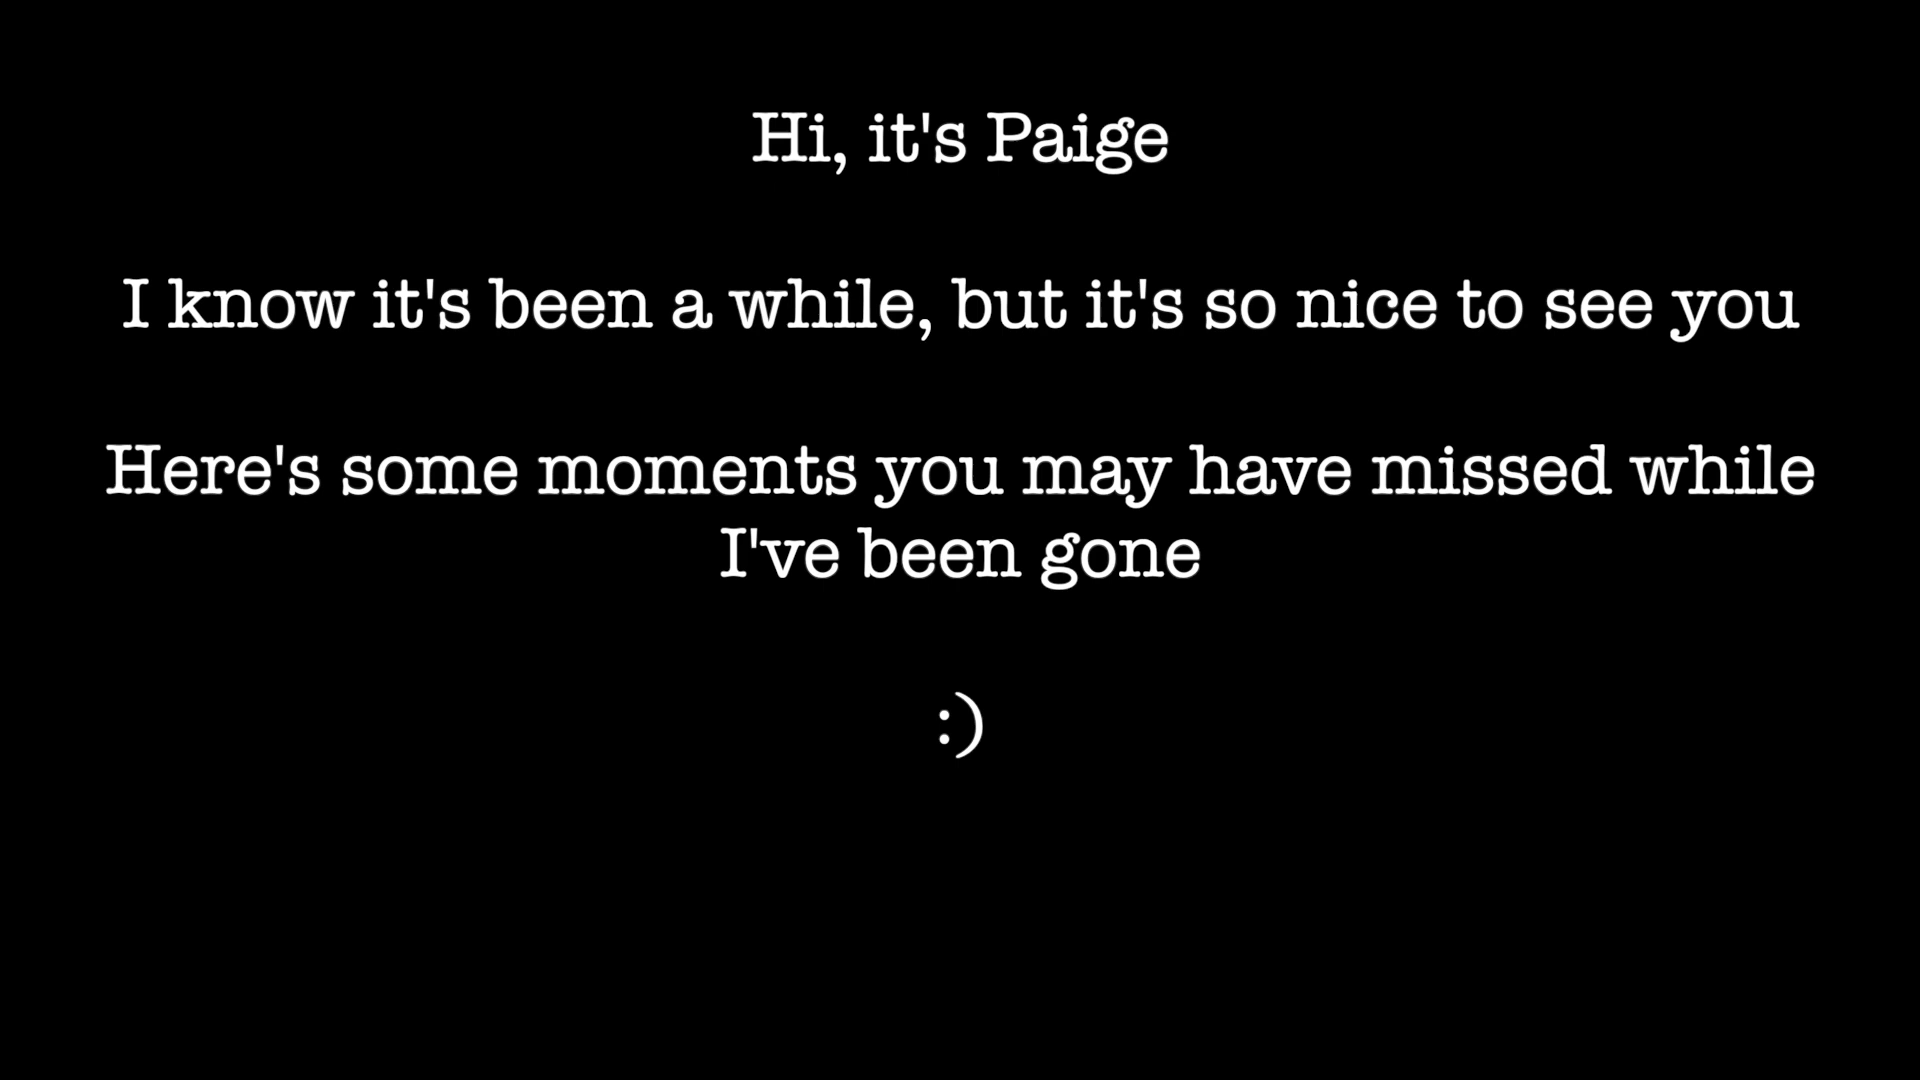 Hi, it's Paige
I know it's been a while, but it's so nice to see you
Here's some moments you may have missed while
I've been gone
:)